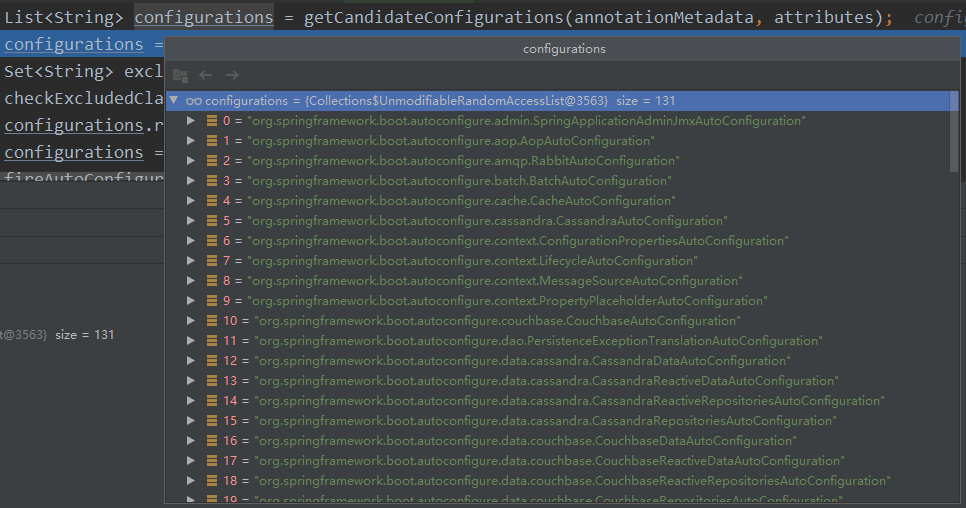 List<String> configurations = getCandidateConfigurations(annotationMetadata, attributes); config
configurations =
configurations
Set<String> excl
checkExcludedCla
configurations.r
configurations =
fireAutoConfigur
configurations = {Collections$UnmodifiableRandomAccessList@3563} size = 131
0 = "org.springframework.boot.autoconfigure.admin.SpringApplicationAdminJmxAutoConfiguration"
1 = "org.springframework.boot.autoconfigure.aop.AopAutoConfiguration"
2 = "org.springframework.boot.autoconfigure.amqp.RabbitAutoConfiguration"
3 = "org.springframework.boot.autoconfigure.batch.BatchAutoConfiguration"
4 = "org.springframework.boot.autoconfigure.cache.CacheAutoConfiguration"
5 = "org.springframework.boot.autoconfigure.cassandra.CassandraAutoConfiguration"
6 = "org.springframework.boot.autoconfigure.context.ConfigurationPropertiesAutoConfiguration"
7 = "org.springframework.boot.autoconfigure.context.LifecycleAutoConfiguration"
8 = "org.springframework.boot.autoconfigure.context.MessageSourceAutoConfiguration"
9 = "org.springframework.boot.autoconfigure.context.PropertyPlaceholderAutoConfiguration"
10 = "org.springframework.boot.autoconfigure.couchbase.CouchbaseAutoConfiguration"
st@3563} size = 131
11 = "org.springframework.boot.autoconfigure.dao.PersistenceExceptionTranslationAutoConfiguration"
12 = "org.springframework.boot.autoconfigure.data.cassandra.CassandraDataAutoConfiguration"
13 = "org.springframework.boot.autoconfigure.data.cassandra.CassandraReactiveDataAutoConfiguration"
14 = "org.springframework.boot.autoconfigure.data.cassandra.CassandraReactiveRepositoriesAutoConfiguration"
15 = "org.springframework.boot.autoconfigure.data.cassandra.CassandraRepositoriesAutoConfiguration"
16 = "org.springframework.boot.autoconfigure.data.couchbase.CouchbaseDataAutoConfiguration"
17 = "org.springframework.boot.autoconfigure.data.couchbase.CouchbaseReactiveDataAutoConfiguration"
18 = "org.springframework.boot.autoconfigure.data.couchbase.CouchbaseReactiveRepositoriesAutoConfiguration"
19 = "org.springframework.boot.autoconfigure.data.couchbase.CouchbaseRepositoriesAutoConfiguration"